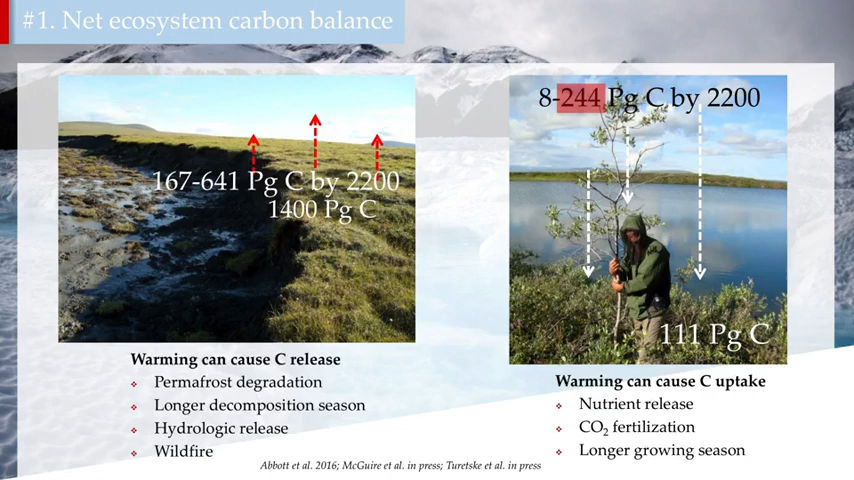 #1. Net ecosystem carbon balance
167-641 Pg C by 2200
1400 Pg C
Warming can cause C release
Permafrost degradation
Longer decomposition season
Hydrologic release
Wildfire
8-244 Pg C by 2200
111 Pg C
Warming can cause C uptake
Nutrient release
CO₂ fertilization
Longer growing season
Abbott et al. 2016; McGuire et al. in press; Turetske et al. in press